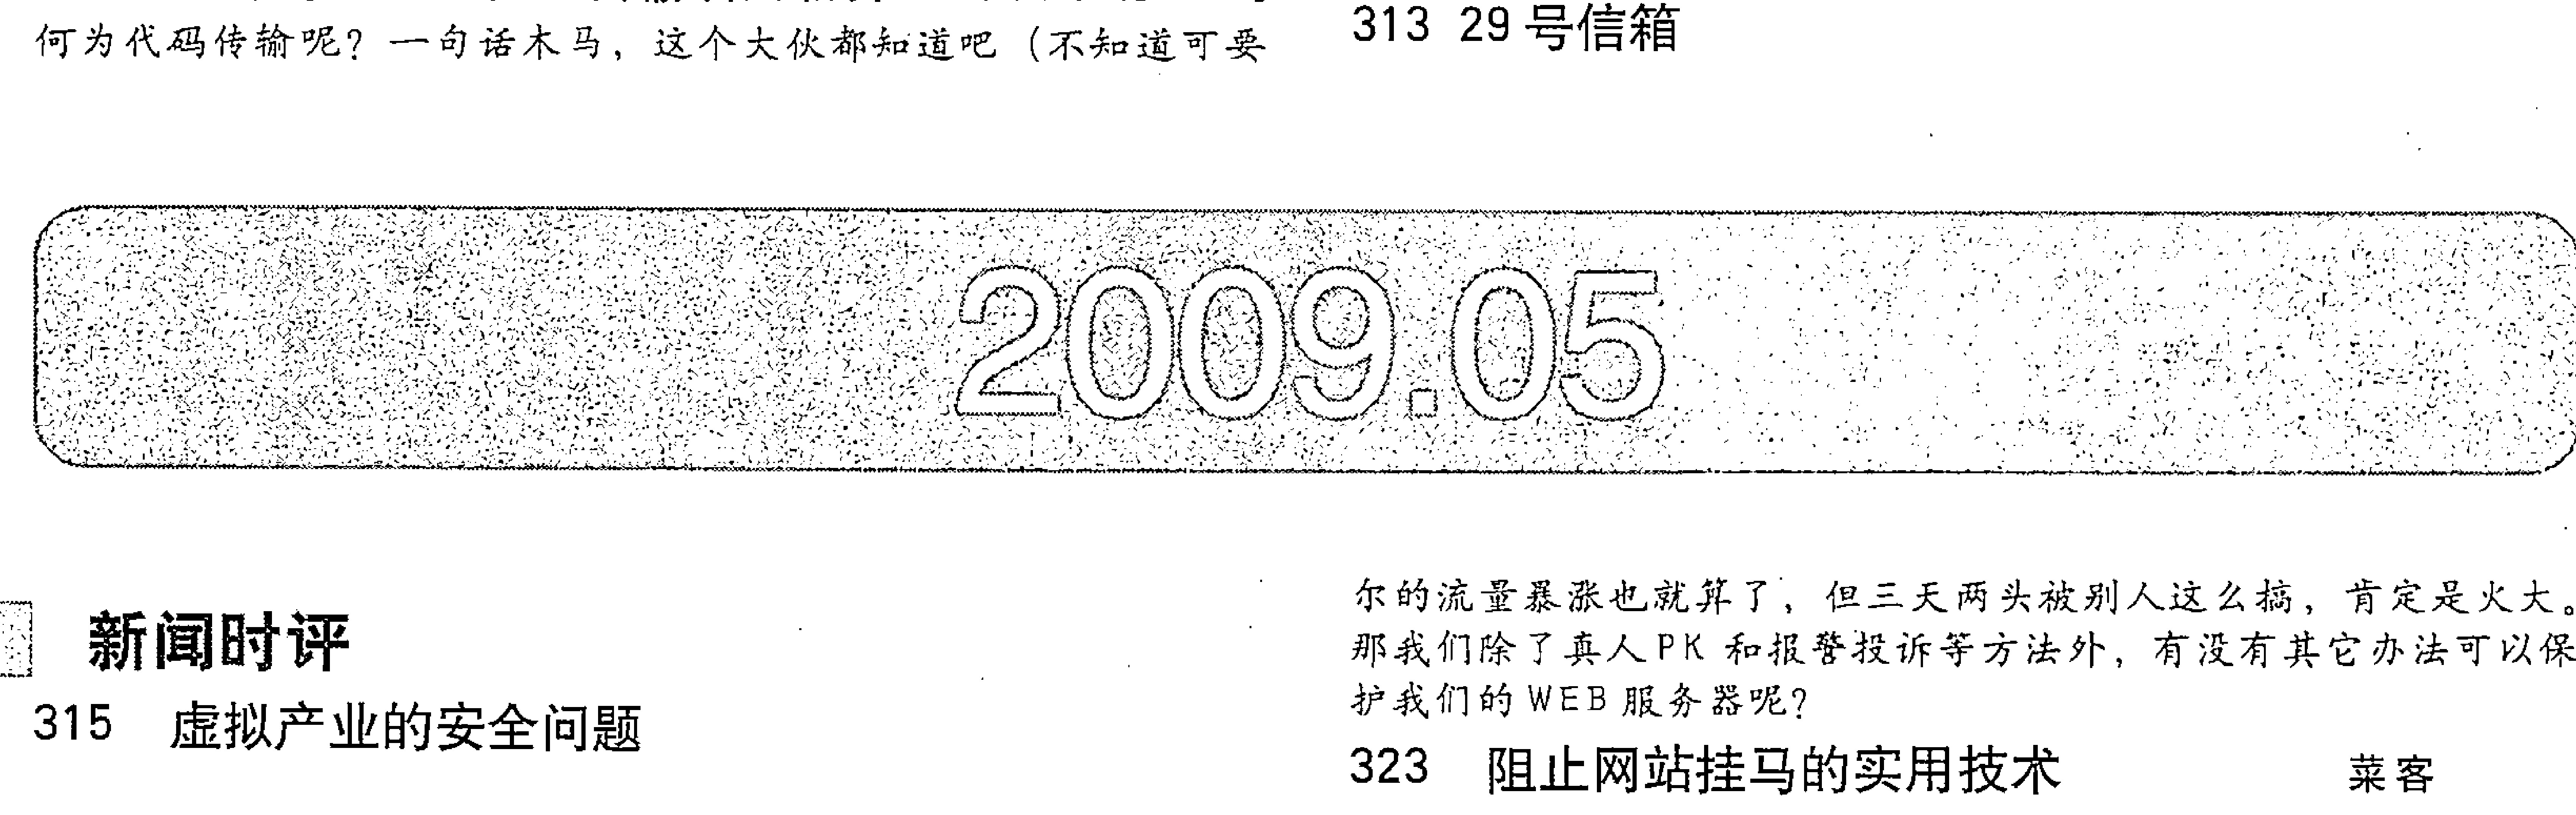 何为代码传输呢？一句话木马，这个大伙都知道吧（不知道可要
313 29号信箱
2009.05
新闻时评
315 虚拟产业的安全问题
尔的流量暴涨也就算了，但三天两头被别人这么搞，肯定是火大。
那我们除了真人PK和报警投诉等方法外，有没有其它办法可以保
护我们的WEB服务器呢？
323 阻止网站挂马的实用技术 菜客